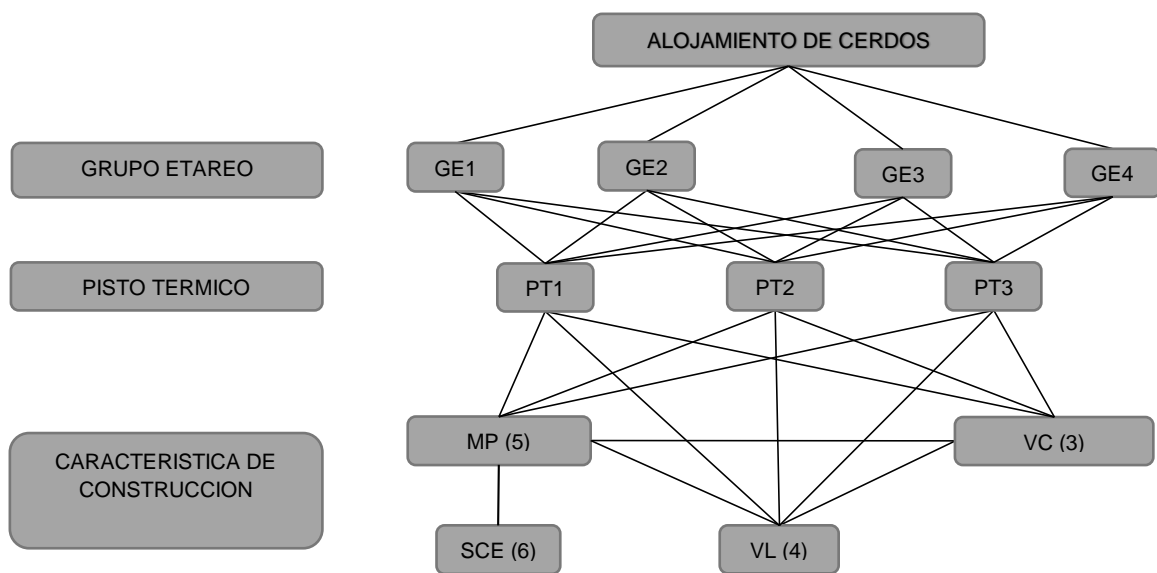 ALOJAMIENTO DE CERDOS
GRUPO ETAREO
GE1
GE2
GE3
GE4
PISTO TERMICO
PT1
PT2
PT3
CARACTERISTICA DE
CONSTRUCCION
MP (5)
VC (3)
SCE (6)
VL (4)